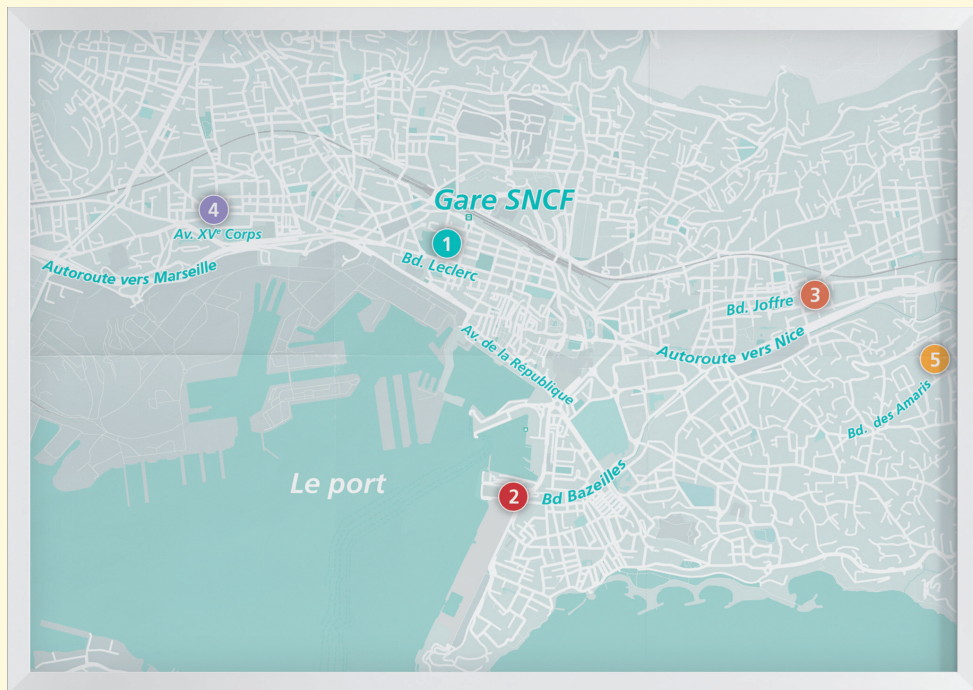 Gare SNCF
4
Av. XVe Corps
1
Bd. Leclerc
Autoroute vers Marseille
3
Bd. Joffre
Av. de la République
Autoroute vers Nice
5
Bd. des Amaris
Le port
2
Bd Bazeilles